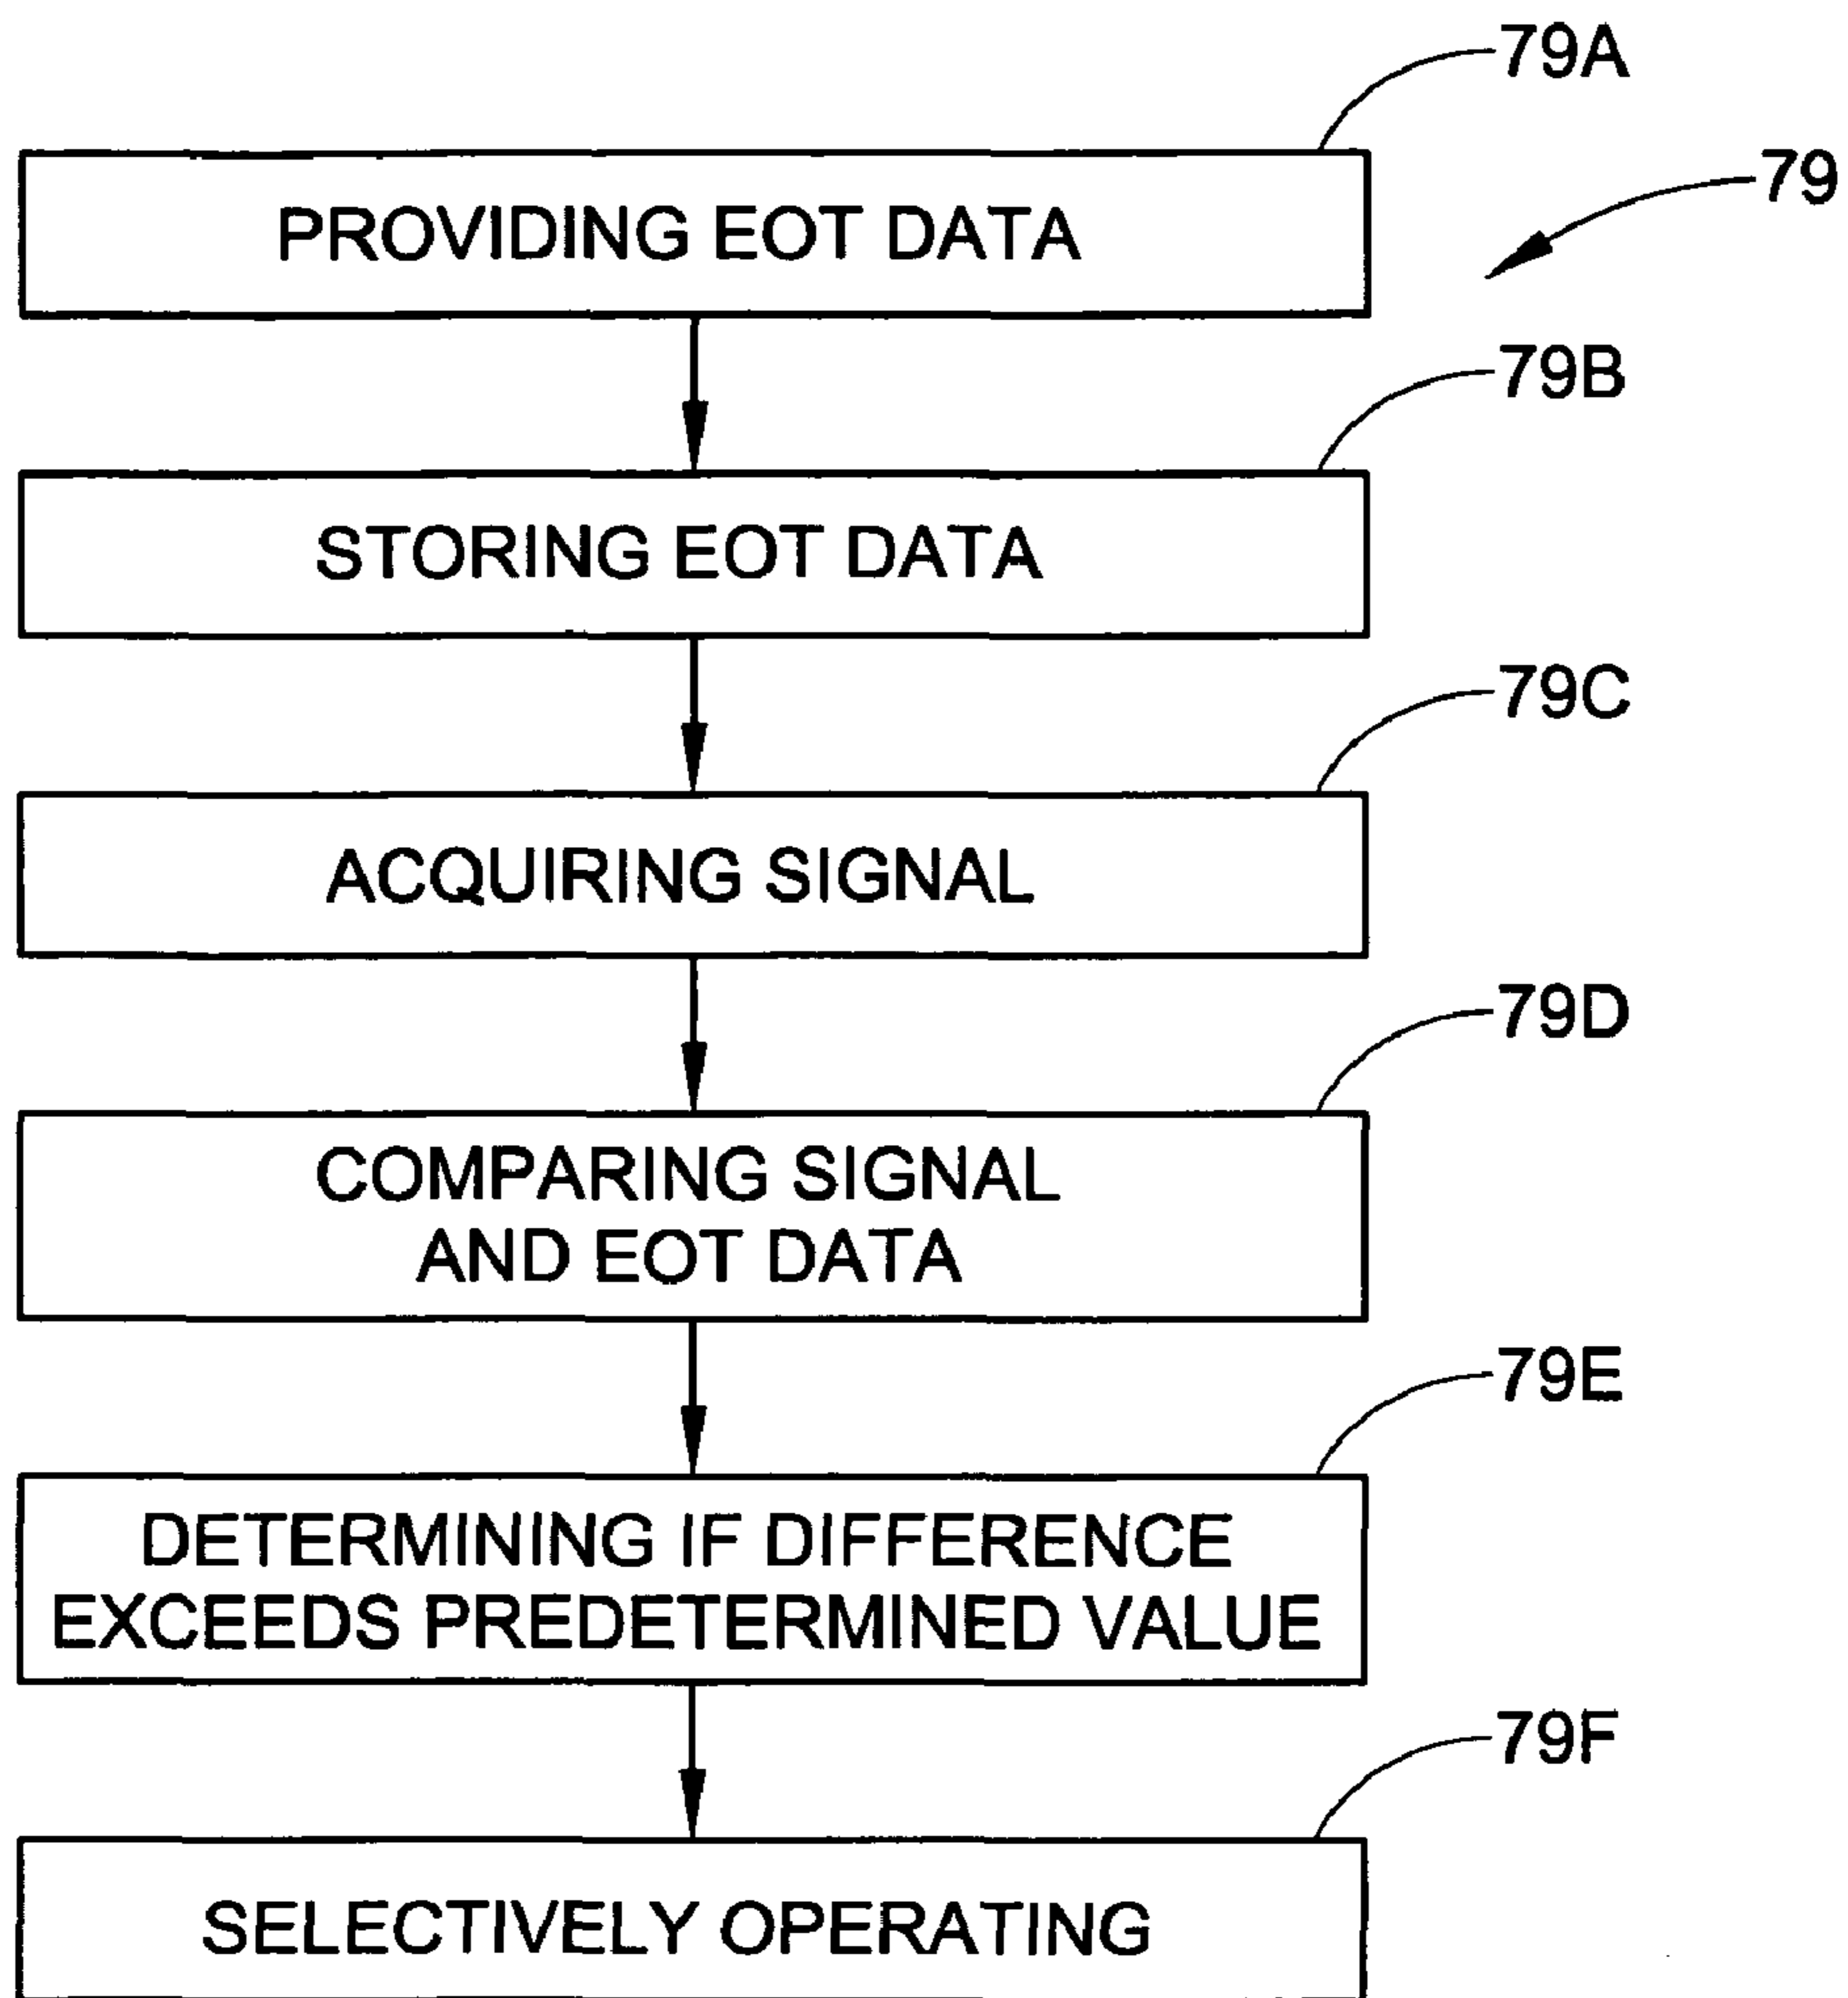 79A
79
PROVIDING EOT DATA
79B
STORING EOT DATA
79C
ACQUIRING SIGNAL
79D
COMPARING SIGNAL
AND EOT DATA
79E
DETERMINING IF DIFFERENCE
EXCEEDS PREDETERMINED VALUE
79F
SELECTIVELY OPERATING